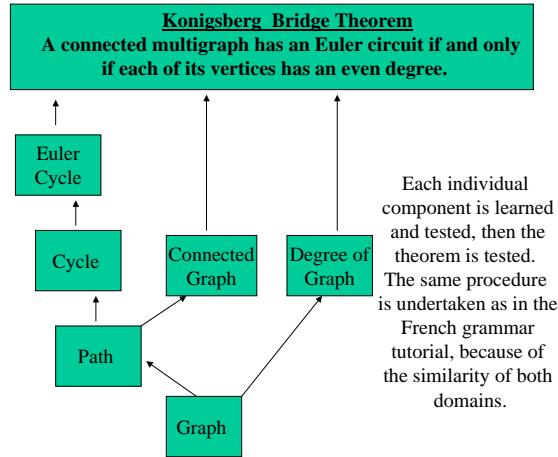 Konigsberg Bridge Theorem
A connected multigraph has an Euler circuit if and only
if each of its vertices has an even degree.
Euler
Cycle
Cycle
Connected
Graph
Degree of
Graph
Path
Graph
Each individual
component is learned
and tested, then the
theorem is tested.
The same procedure
is undertaken as in the
French grammar
tutorial, because of
the similarity of both
domains.